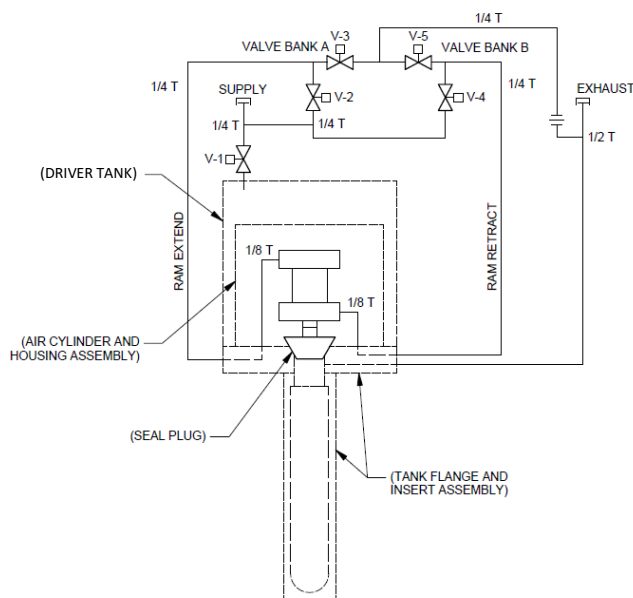 1/4 T
V-3
V-5
VALVE BANK A
VALVE BANK B
1/4 T
SUPPLY
1/4 T
EXHAUST
V-2
V-4
1/4 T
1/4 T
1/2 T
V-1
(DRIVER TANK)
RAM EXTEND
RAM RETRACT
1/8 T
1/8 T
(AIR CYLINDER AND
HOUSING ASSEMBLY)
(SEAL PLUG)
(TANK FLANGE AND
INSERT ASSEMBLY)